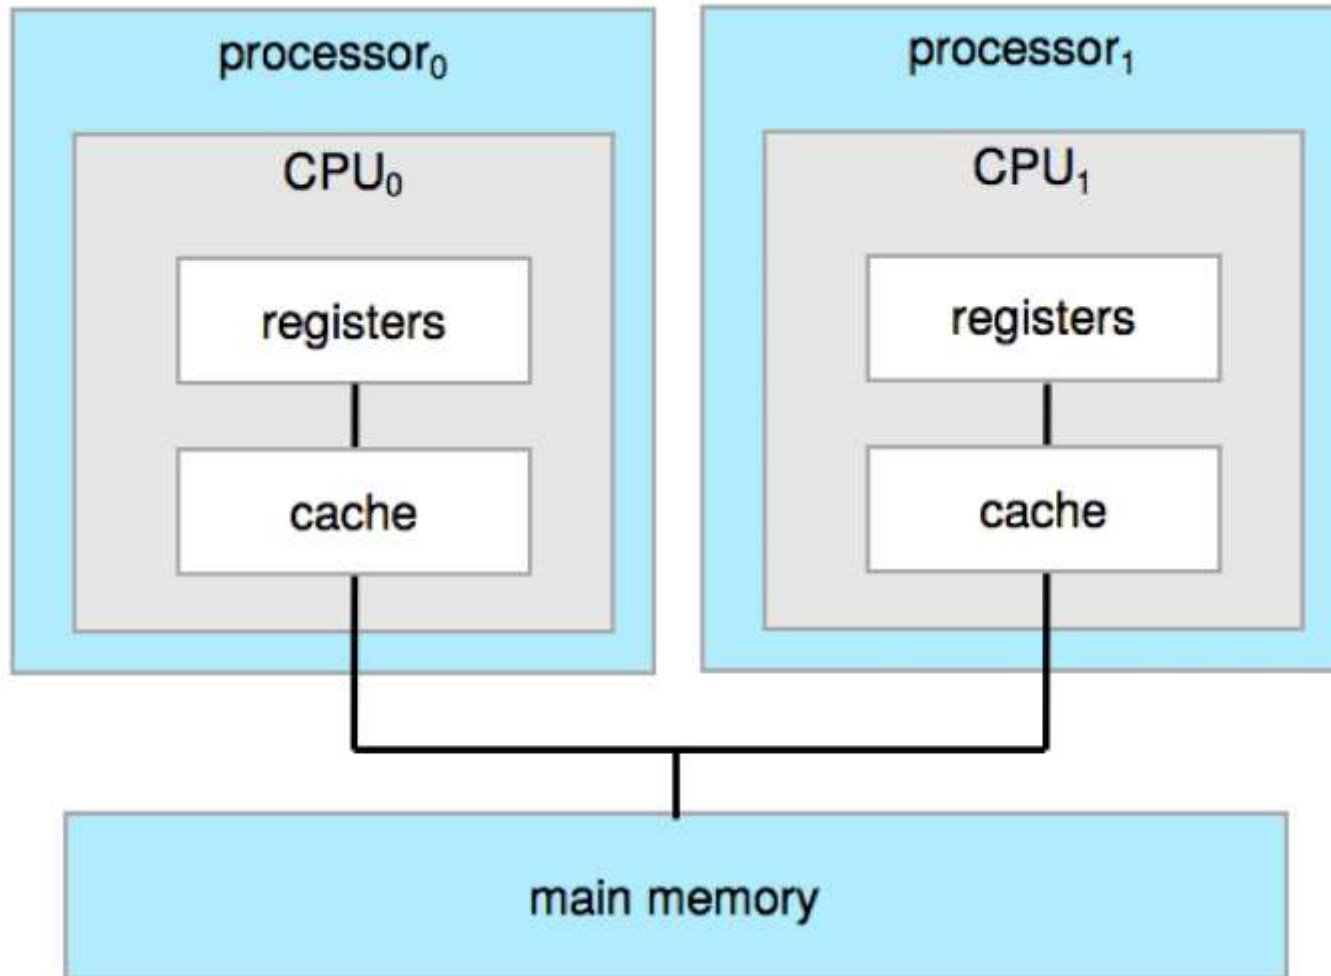 processor₀
CPU₀
registers
cache
processor₁
CPU₁
registers
cache
main memory